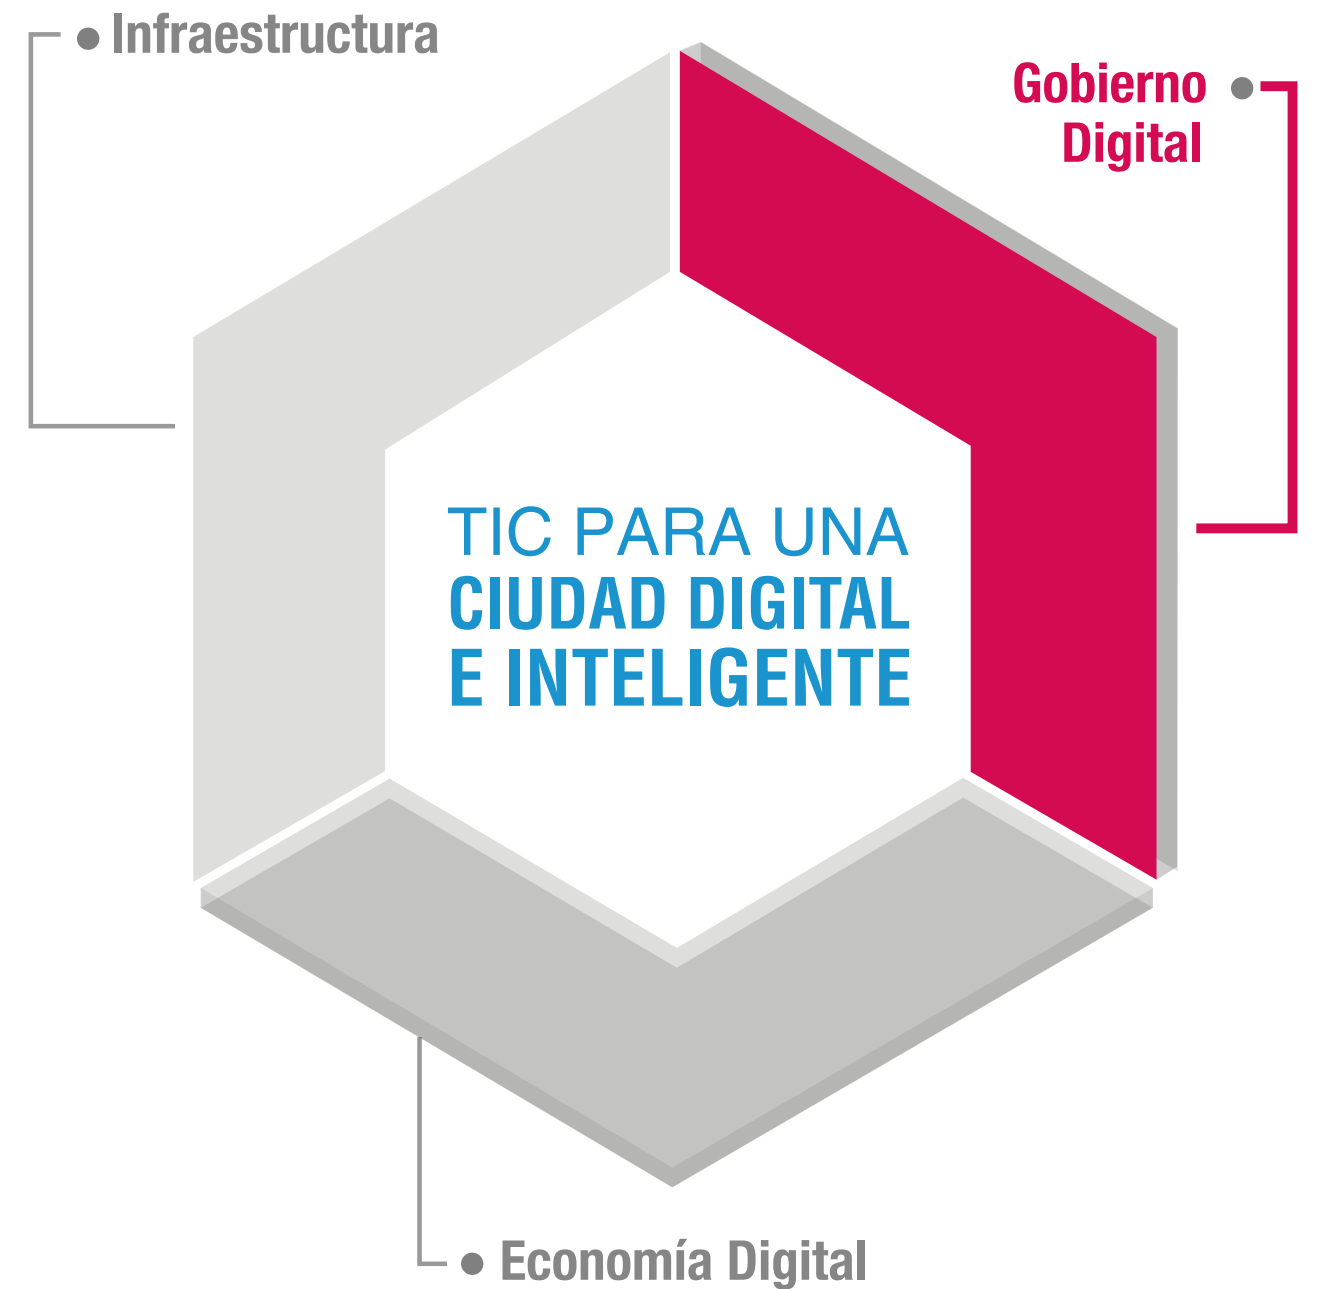 Infraestructura
Gobierno
Digital
TIC PARA UNA
CIUDAD DIGITAL
E INTELIGENTE
Economía Digital